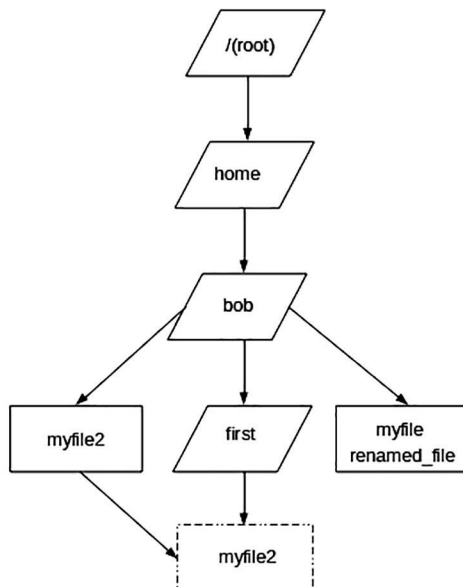 /(root)
home
bob
myfile2
first
myfile
renamed_file
myfile2